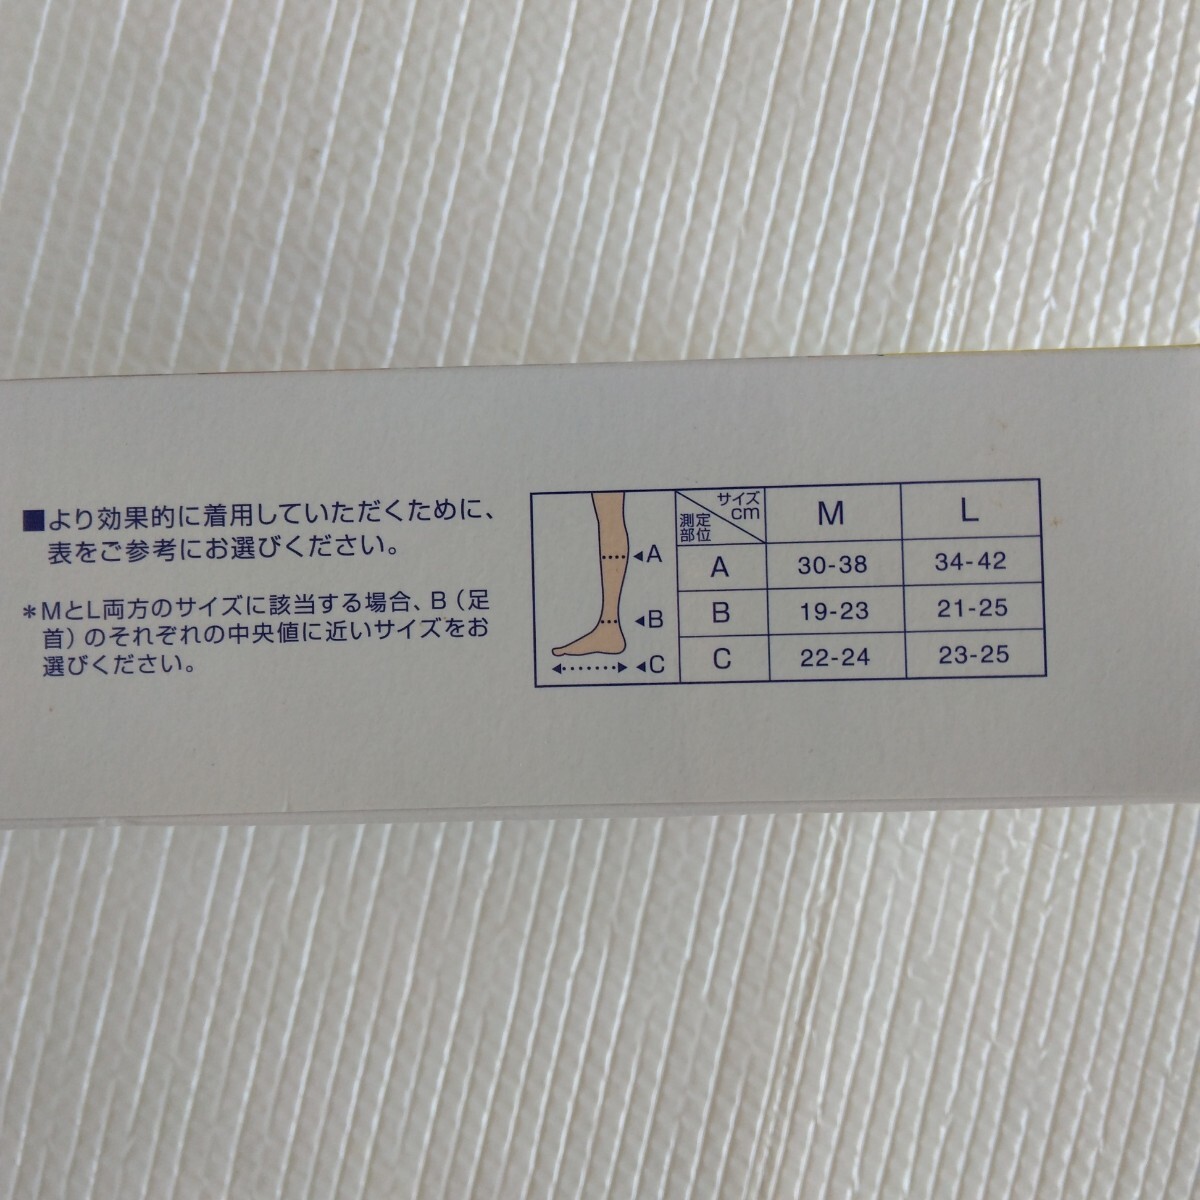 ■より効果的に着用していただくために、
表をご参考にお選びください。
＊MとL両方のサイズに該当する場合、B（足
首）のそれぞれの中央値に近いサイズをお
選びください。
◄A
◄B
◄C
サイズ
cm
測定
部位
M L
A 30-38 34-42
B 19-23 21-25
C 22-24 23-25